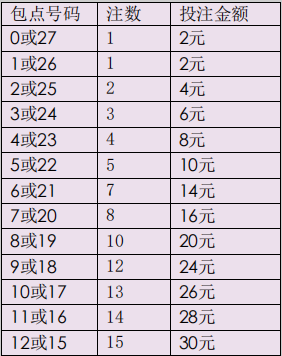 包点号码 注数 投注金额
0或27 1 2元
1或26 1 2元
2或25 2 4元
3或24 3 6元
4或23 4 8元
5或22 5 10元
6或21 7 14元
7或20 8 16元
8或19 10 20元
9或18 12 24元
10或17 13 26元
11或16 14 28元
12或15 15 30元